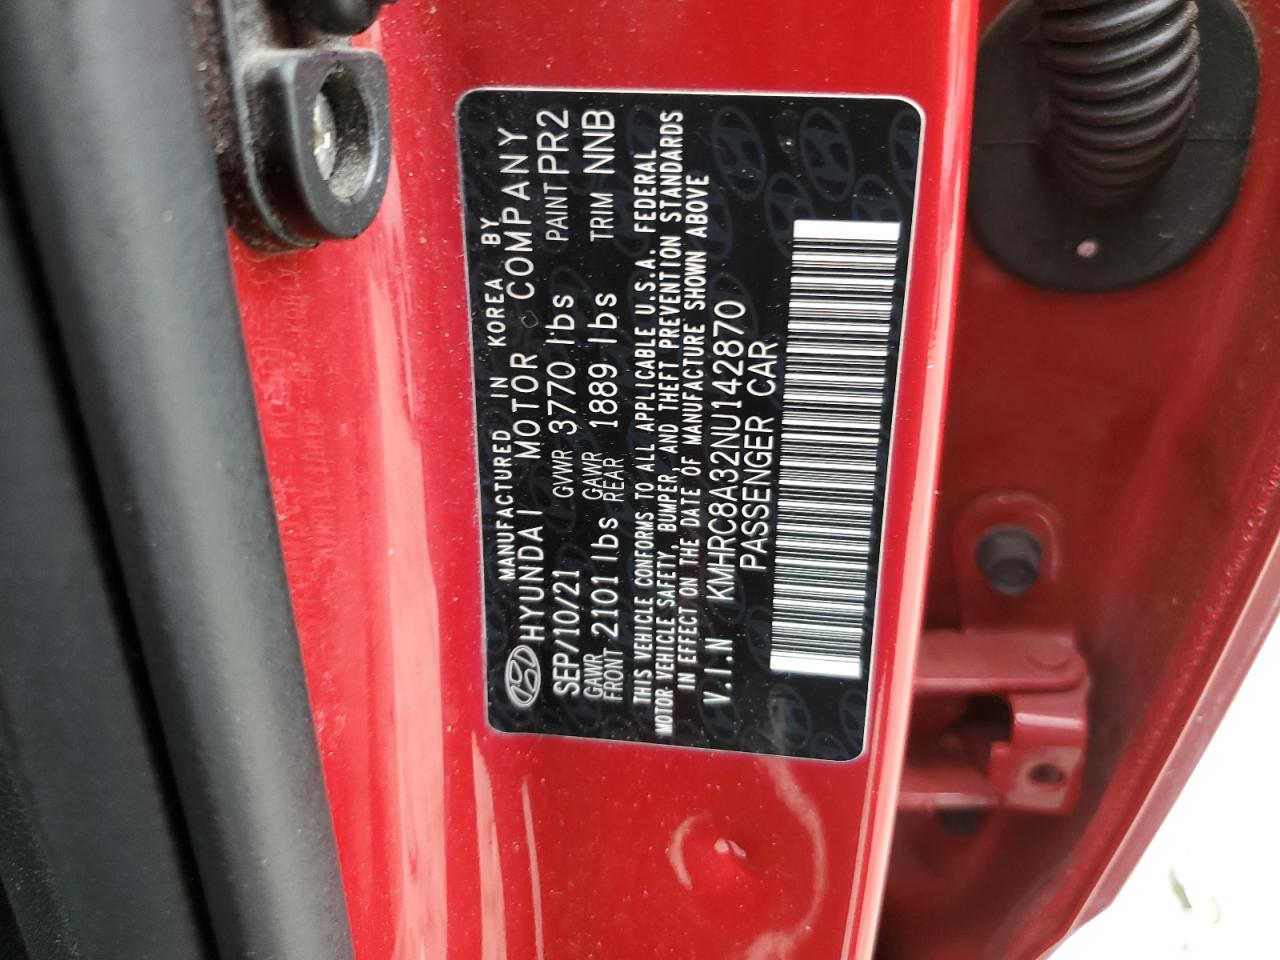 MANUFACTURED IN KOREA BY
HYUNDAI MOTOR COMPANY
SEP/10/21 GVWR 3770 lbs PAINT PR2
GAWR FRONT 2101 lbs GAWR REAR 1889 lbs TRIM NNB
THIS VEHICLE CONFORMS TO ALL APPLICABLE U.S.A. FEDERAL
MOTOR VEHICLE SAFETY, BUMPER, AND THEFT PREVENTION STANDARDS
IN EFFECT ON THE DATE OF MANUFACTURE SHOWN ABOVE
V.I.N KMHRC8A32NU142870
PASSENGER CAR